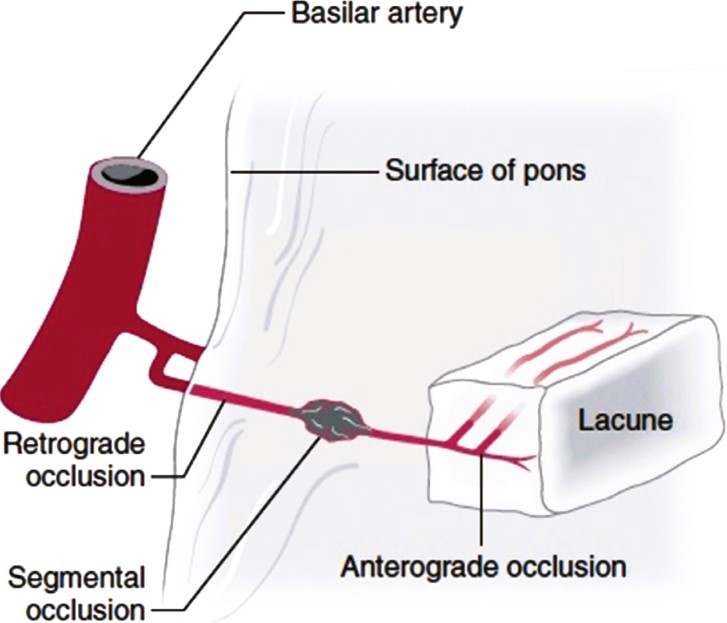 Basilar artery
Surface of pons
Lacune
Retrograde
occlusion
Anterograde occlusion
Segmental
occlusion